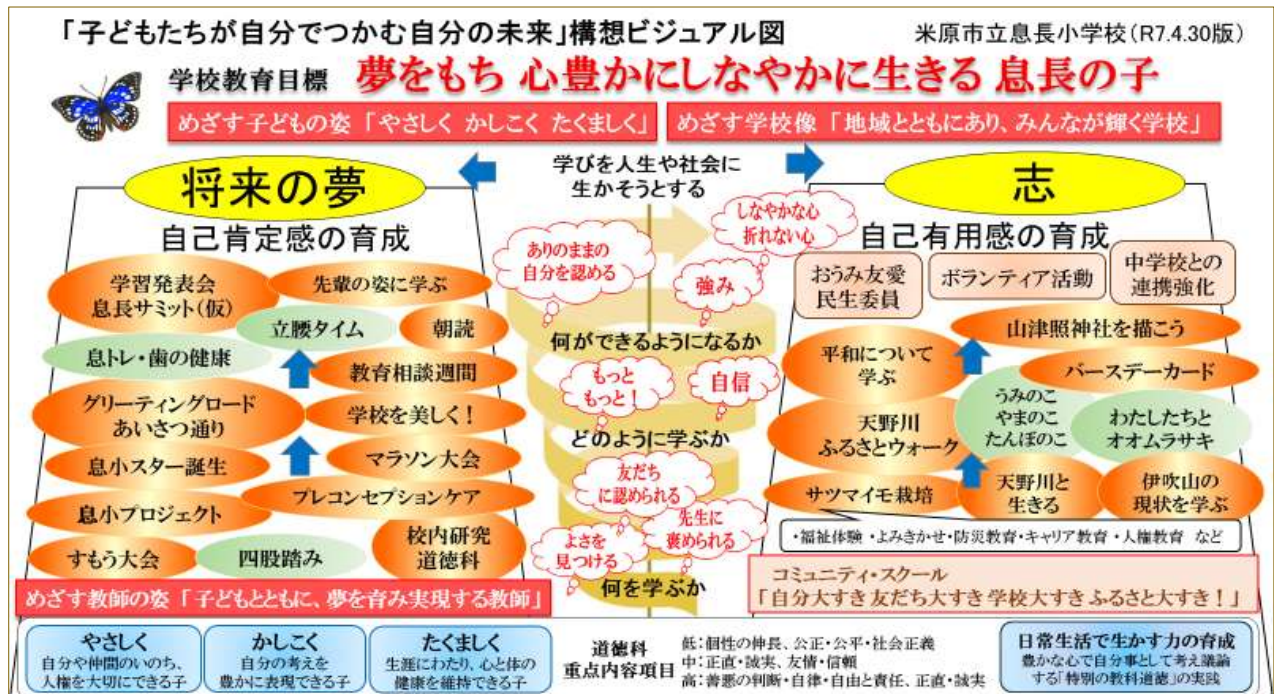 「子どもたちが自分でつかむ自分の未来」構想ビジュアル図
米原市立息長小学校(R7.4.30版)
学校教育目標 夢をもち 心豊かにしなやかに生きる 息長の子
めざす子どもの姿 「やさしく かしこく たくましく」
めざす学校像 「地域とともにあり、みんなが輝く学校」
学びを人生や社会に
生かそうとする
将来の夢
自己肯定感の育成
学習発表会
息長サミット(仮)
先輩の姿に学ぶ
立腰タイム
朝読
息トレ・歯の健康
教育相談週間
グリーティングロード
あいさつ通り
学校を美しく!
息小スター誕生
マラソン大会
プレコンセプションケア
息小プロジェクト
校内研究
道徳科
すもう大会
四股踏み
しなやかな心
折れない心
ありのままの
自分を認める
強み
何ができるようになるか
もっと
もっと!
自信
どのように学ぶか
友だち
に認められる
先生に
褒められる
よさを
見つける
何を学ぶか
志
自己有用感の育成
おうみ友愛
民生委員
ボランティア活動
中学校との
連携強化
山津照神社を描こう
平和について
学ぶ
バースデーカード
うみのこ
やまのこ
たんぼのこ
わたしたちと
オオムラサキ
天野川
ふるさとウォーク
サツマイモ栽培
天野川と
生きる
伊吹山の
現状を学ぶ
・福祉体験・よみきかせ・防災教育・キャリア教育・人権教育 など
めざす教師の姿 「子どもとともに、夢を育み実現する教師」
コミュニティ・スクール
「自分大すき 友だち大すき 学校大すき ふるさと大すき!」
やさしく
自分や仲間のいのち、
人権を大切にできる子
かしこく
自分の考えを
豊かに表現できる子
たくましく
生涯にわたり、心と体の
健康を維持できる子
道徳科
重点内容項目
低:個性の伸長、公正・公平・社会正義
中:正直・誠実、友情・信頼
高:善悪の判断・自律・自由と責任、正直・誠実
日常生活で生かす力の育成
豊かな心で自分事として考え議論
する「特別の教科道徳」の実践